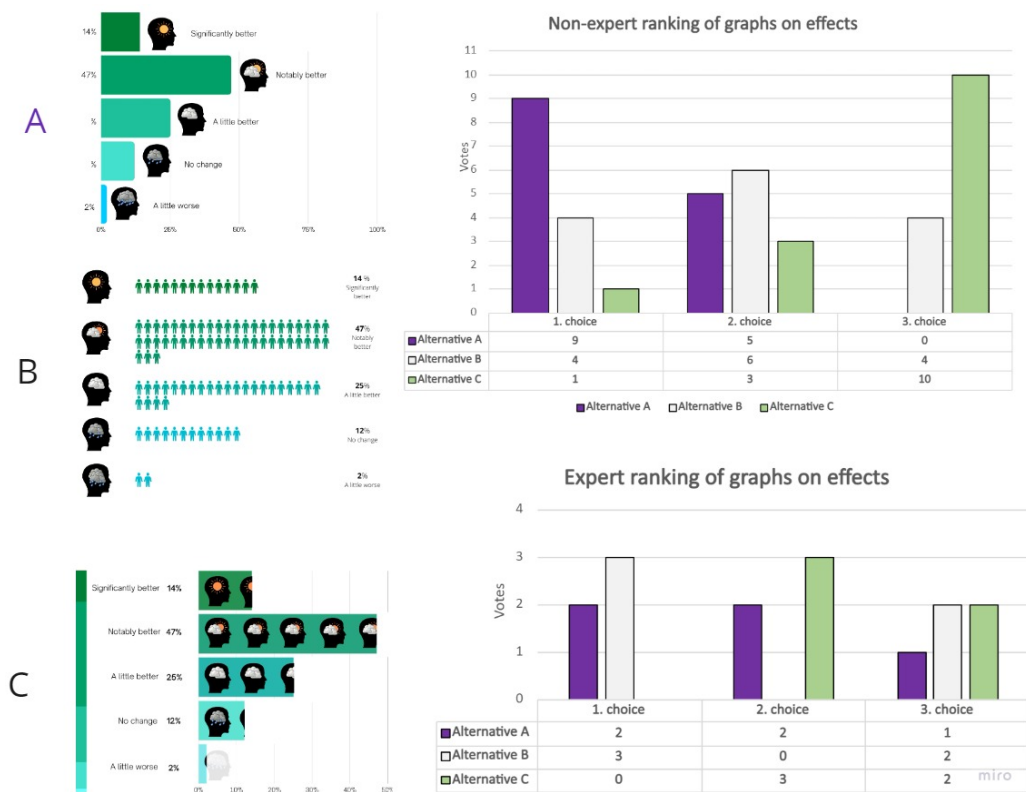 A
14%
Significantly better
47%
Notably better
%
A little better
%
No change
2%
A little worse
0%
25%
50%
75%
100%
B
14 %
Significantly
better
47%
Notably
better
25%
A little better
12%
No change
2%
A little worse
C
Significantly better 14%
Notably better 47%
A little better 25%
No change 12%
A little worse 2%
0% 10% 20% 30% 40% 50%
Non-expert ranking of graphs on effects
Votes
11
10
9
8
7
6
5
4
3
2
1
0
1. choice 2. choice 3. choice
Alternative A 9 5 0
Alternative B 4 6 4
Alternative C 1 3 10
Alternative A Alternative B Alternative C
Expert ranking of graphs on effects
Votes
4
3
2
1
0
1. choice 2. choice 3. choice
Alternative A 2 2 1
Alternative B 3 0 2
Alternative C 0 3 2
miro